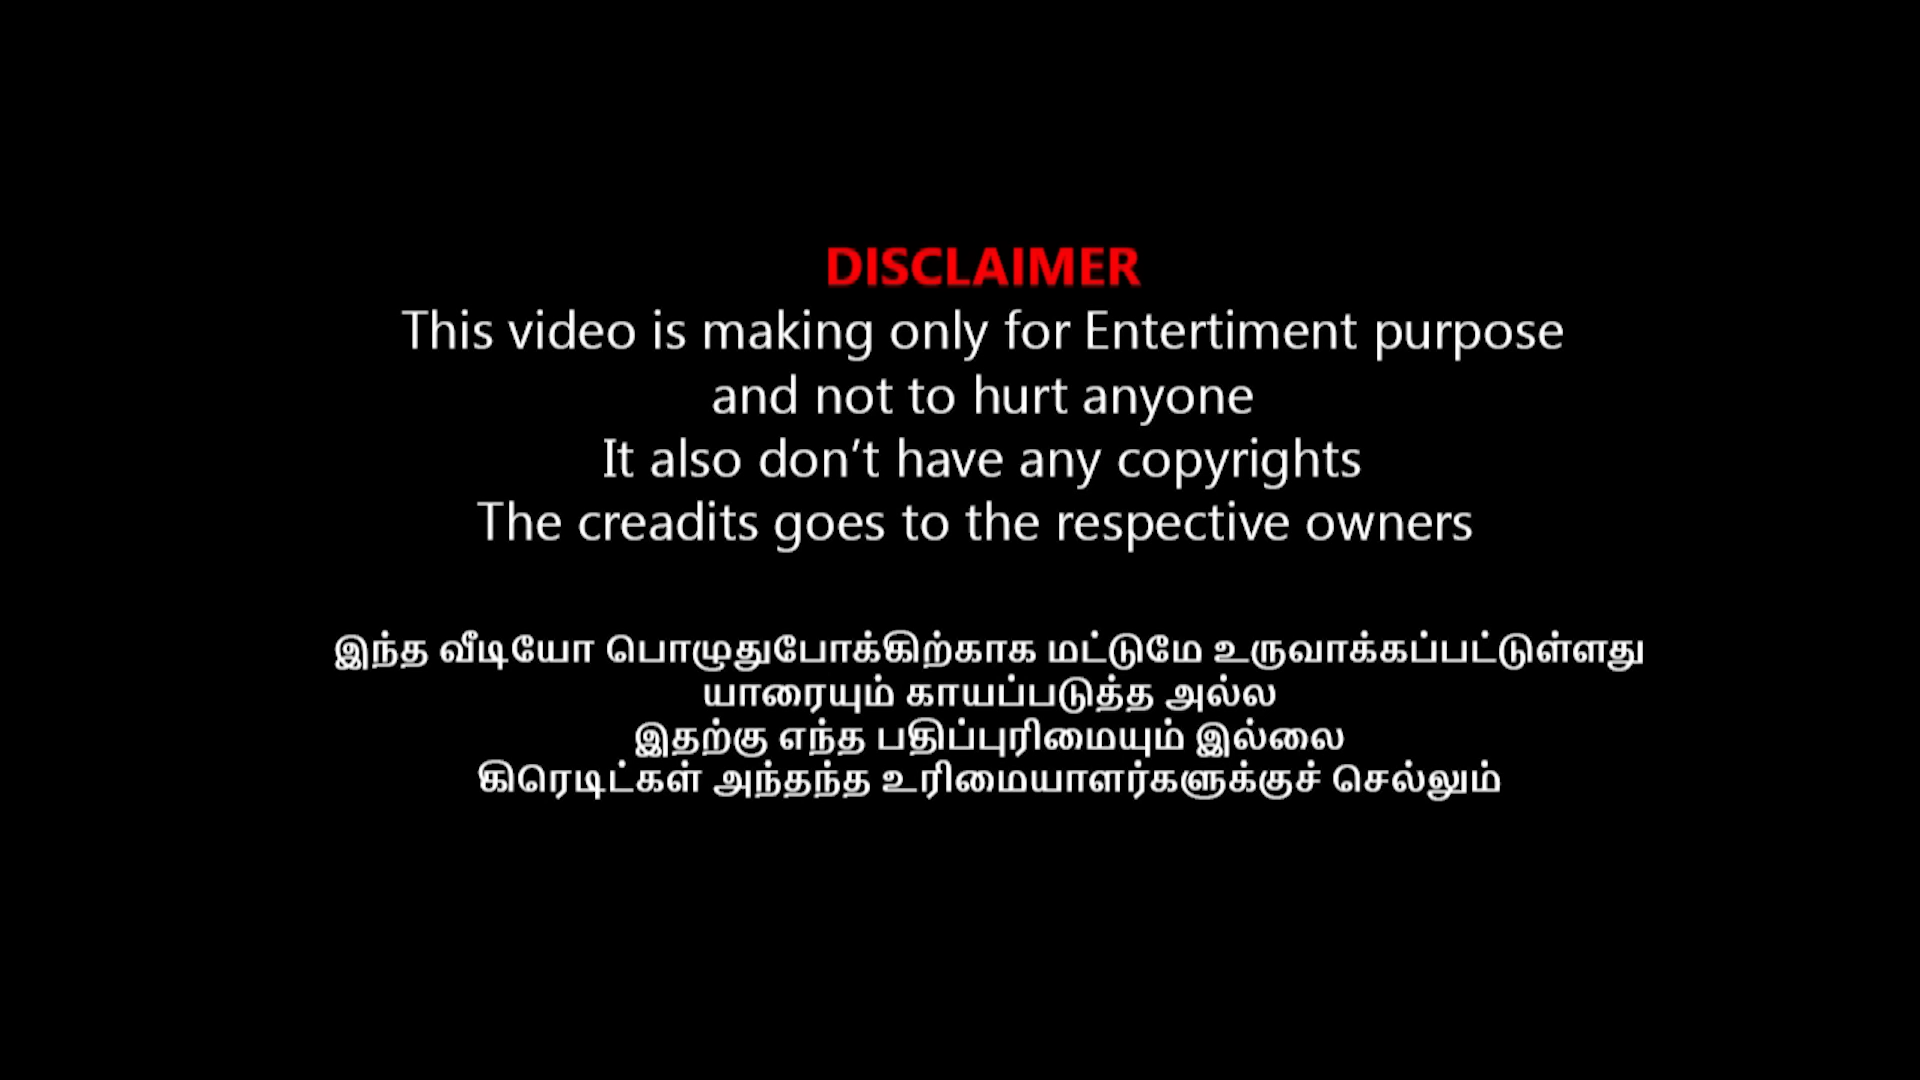 DISCLAIMER
This video is making only for Entertiment purpose
and not to hurt anyone
It also don’t have any copyrights
The creadits goes to the respective owners
இந்த வீடியோ பொழுதுபோக்கிற்காக மட்டுமே உருவாக்கப்பட்டுள்ளது
யாரையும் காயப்படுத்த அல்ல
இதற்கு எந்த பதிப்புரிமையும் இல்லை
கிரெடிட்கள் அந்தந்த உரிமையாளர்களுக்குச் செல்லும்